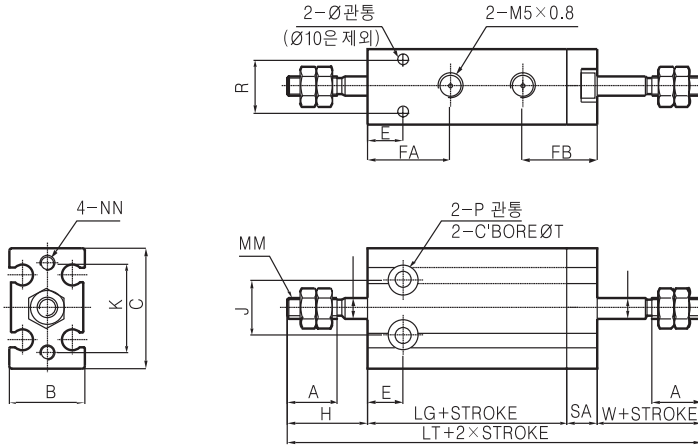 2-Ø관통
(Ø10은 제외)
2-M5×0.8
R
E
FA
FB
4-NN
2-P 관통
2-C'BOREØT
MM
J
K
C
B
A
E
A
H
LG+STROKE
SA
W+STROKE
LT+2×STROKE